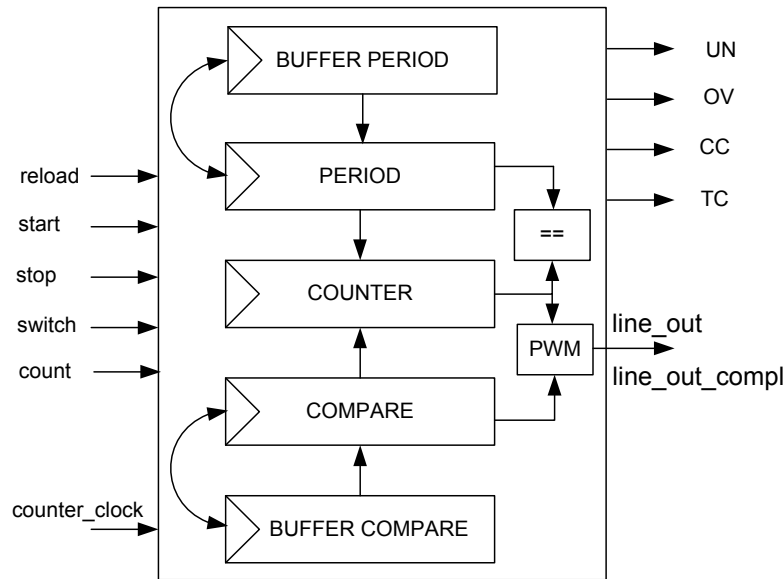 BUFFER PERIOD
PERIOD
COUNTER
COMPARE
BUFFER COMPARE
==
PWM
reload
start
stop
switch
count
counter_clock
UN
OV
CC
TC
line_out
line_out_compl